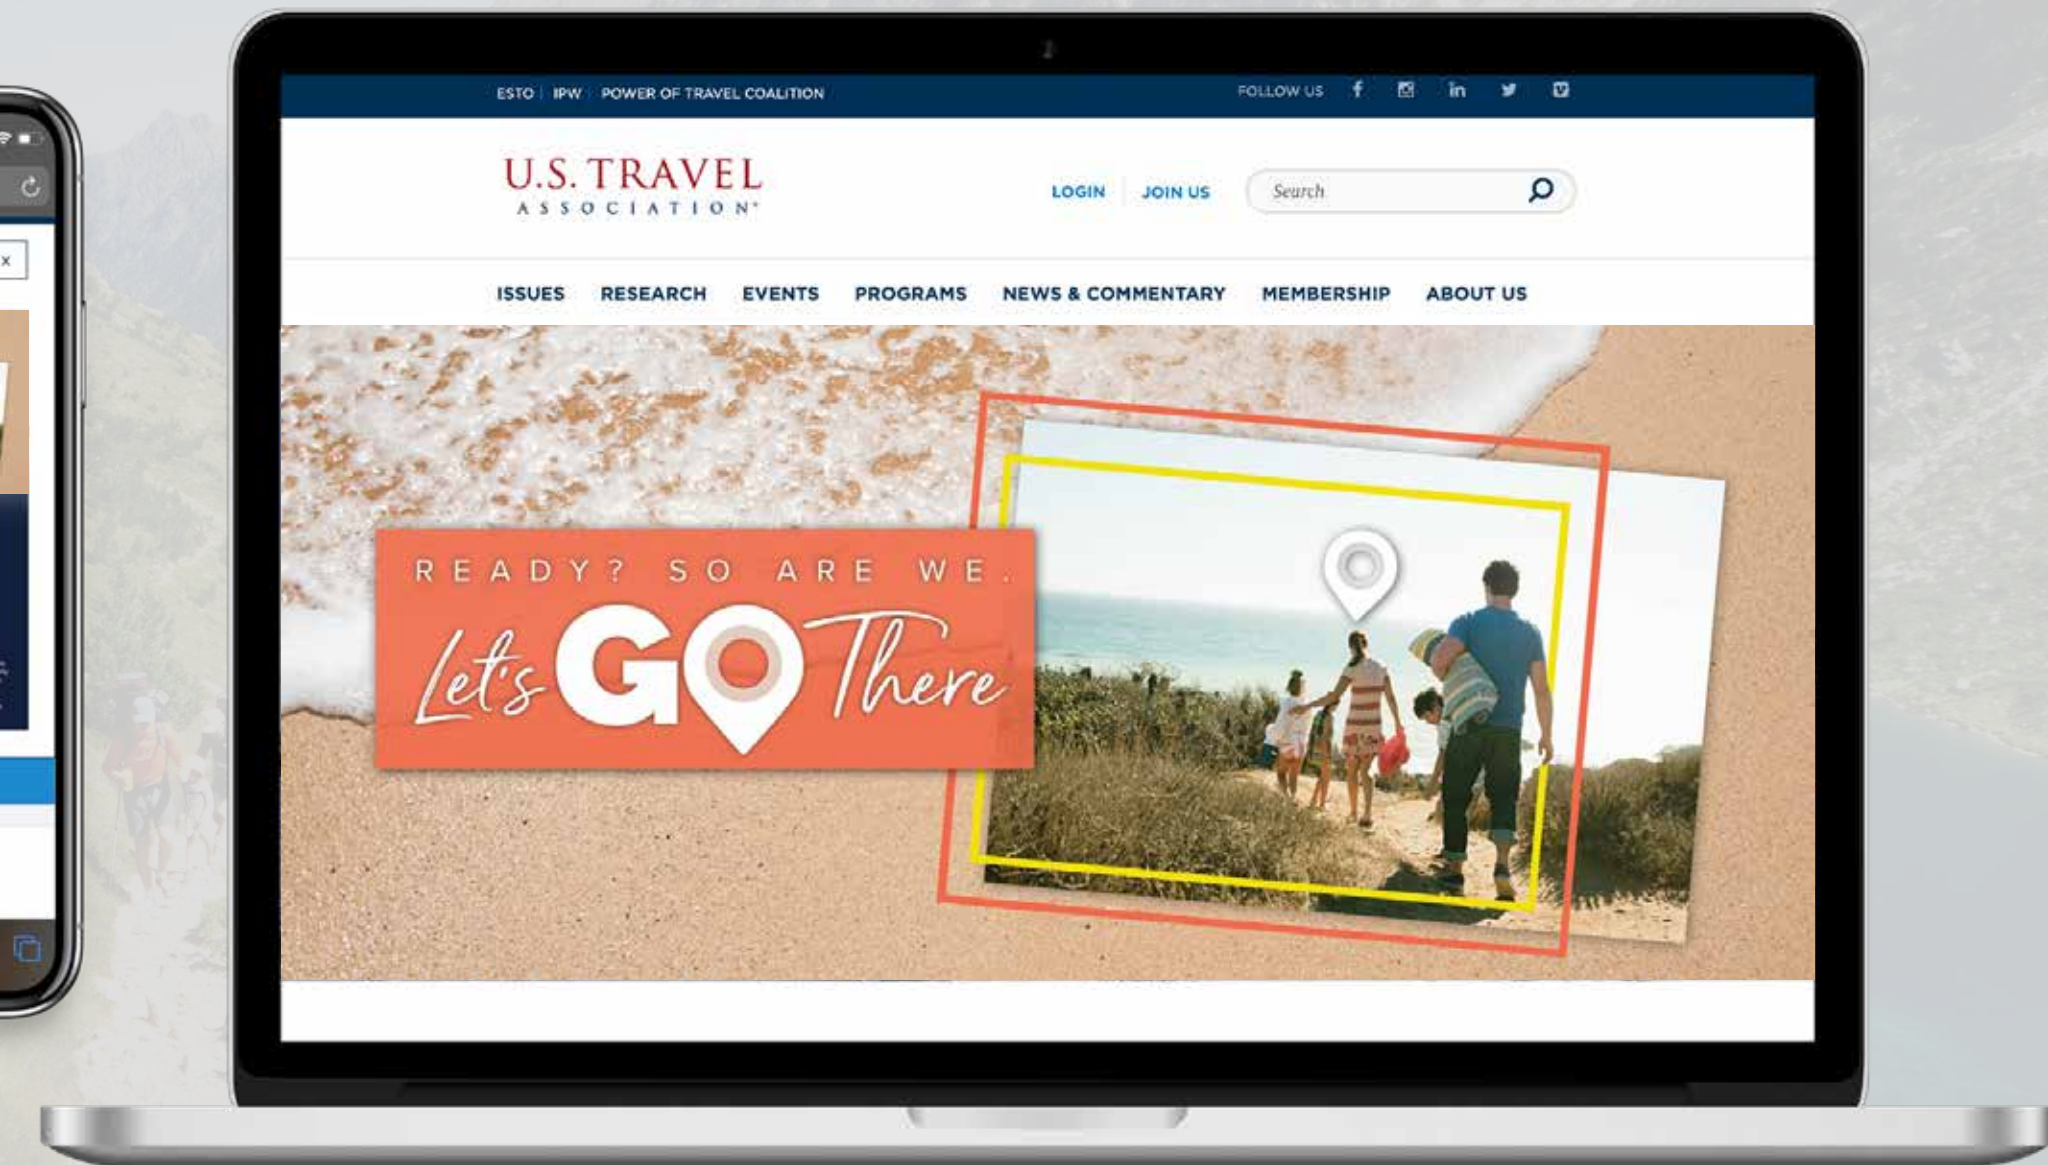 ESTO | IPW | POWER OF TRAVEL COALITION
FOLLOW US
U.S. TRAVEL
ASSOCIATION®
LOGIN | JOIN US
Search
ISSUES RESEARCH EVENTS PROGRAMS NEWS & COMMENTARY MEMBERSHIP ABOUT US
READY? SO ARE WE.
Let's GO There
x